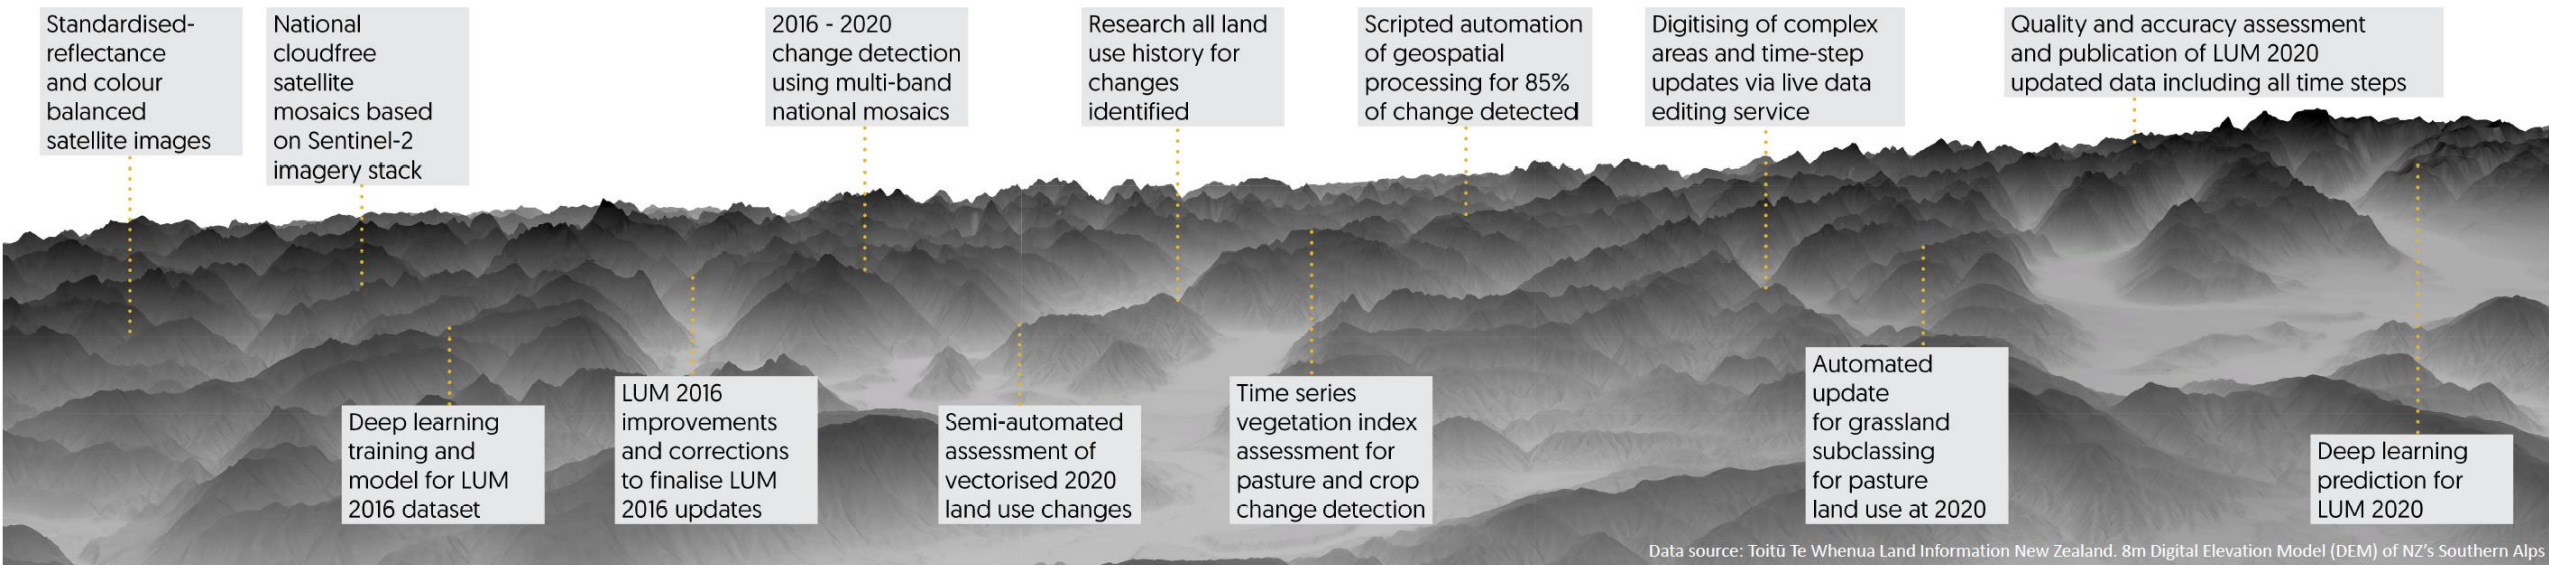 Standardised-
reflectance
and colour
balanced
satellite images
National
cloudfree
satellite
mosaics based
on Sentinel-2
imagery stack
2016 - 2020
change detection
using multi-band
national mosaics
Research all land
use history for
changes
identified
Scripted automation
of geospatial
processing for 85%
of change detected
Digitising of complex
areas and time-step
updates via live data
editing service
Quality and accuracy assessment
and publication of LUM 2020
updated data including all time steps
Deep learning
training and
model for LUM
2016 dataset
LUM 2016
improvements
and corrections
to finalise LUM
2016 updates
Semi-automated
assessment of
vectorised 2020
land use changes
Time series
vegetation index
assessment for
pasture and crop
change detection
Automated
update
for grassland
subclassing
for pasture
land use at 2020
Deep learning
prediction for
LUM 2020
Data source: Toitū Te Whenua Land Information New Zealand. 8m Digital Elevation Model (DEM) of NZ's Southern Alps